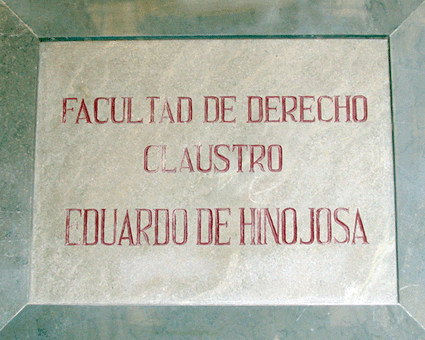 FACULTAD DE DERECHO
CLAUSTRO
EDUARDO DE HINOJOSA